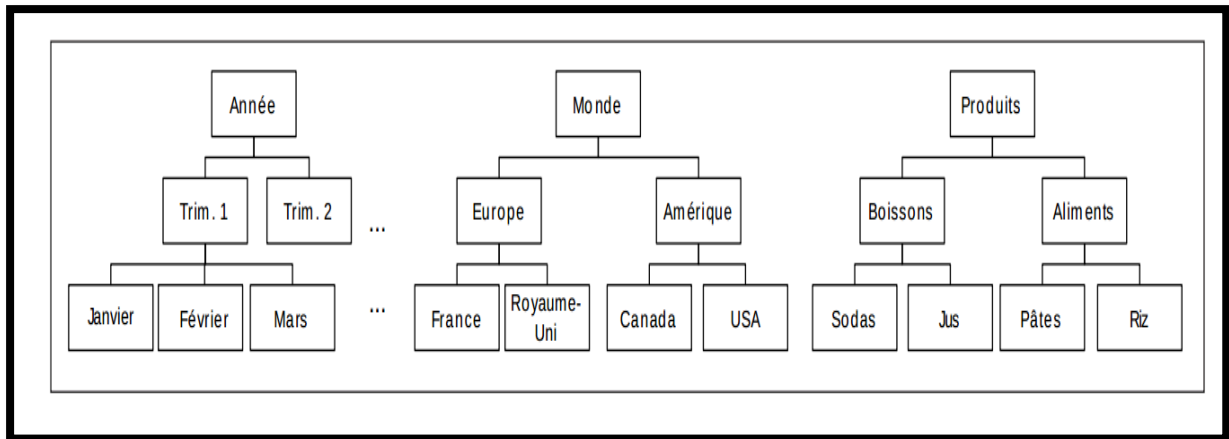 Année
Monde
Produits
Trim. 1
Trim. 2
...
Europe
Amérique
Boissons
Aliments
Janvier
Février
Mars
...
France
Royaume-
Uni
Canada
USA
Sodas
Jus
Pâtes
Riz